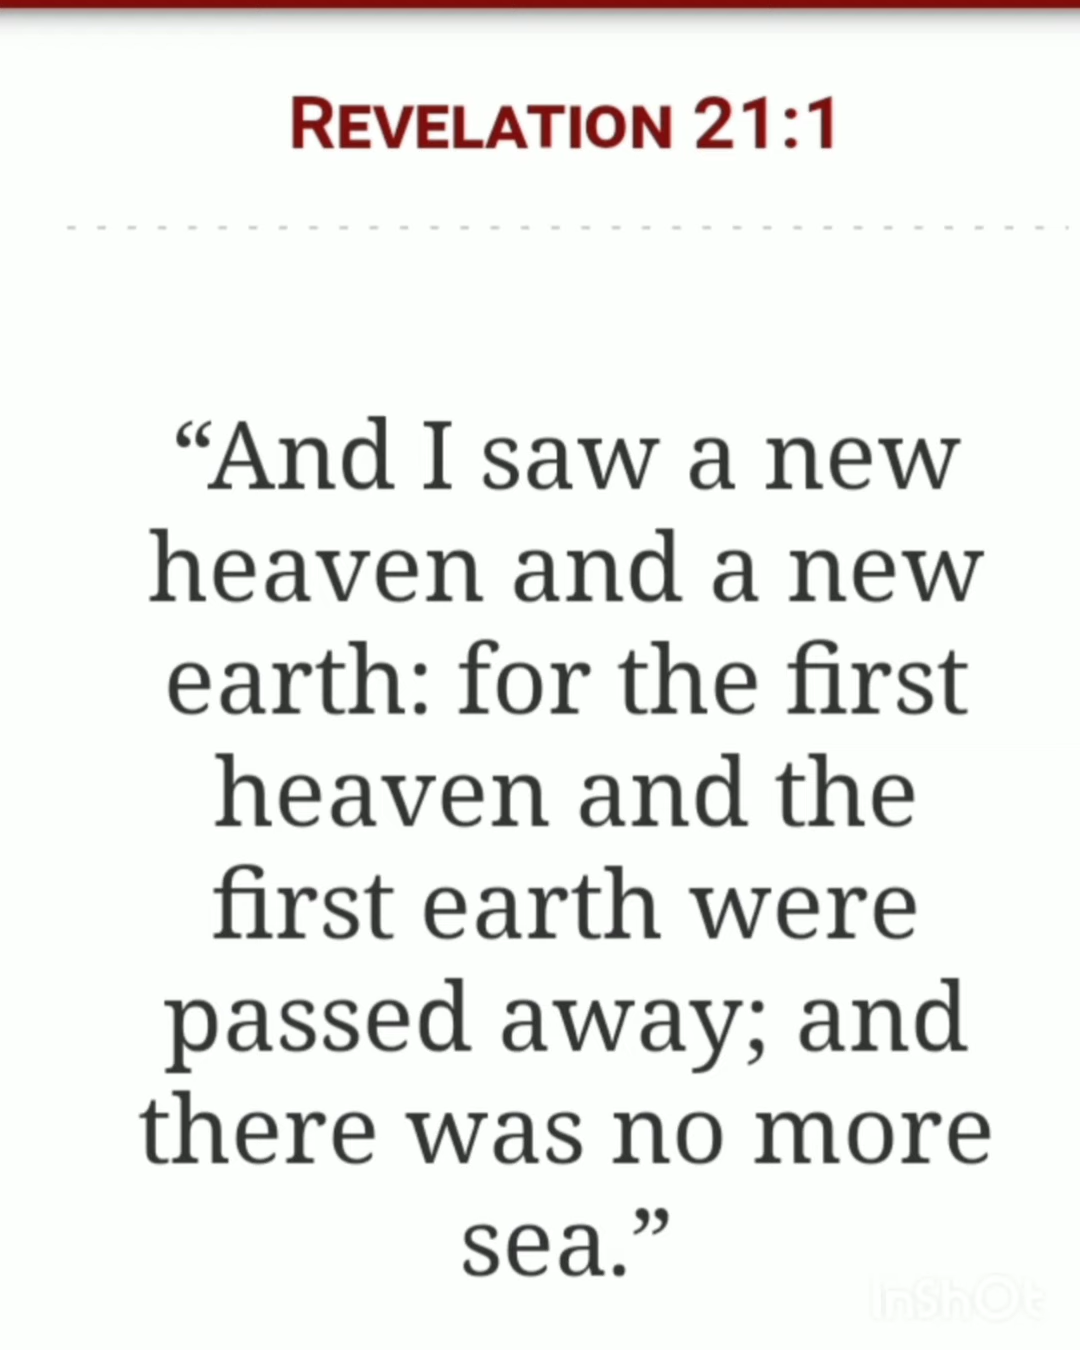 REVELATION 21:1
“And I saw a new
heaven and a new
earth: for the first
heaven and the
first earth were
passed away; and
there was no more
sea.”
InShOt